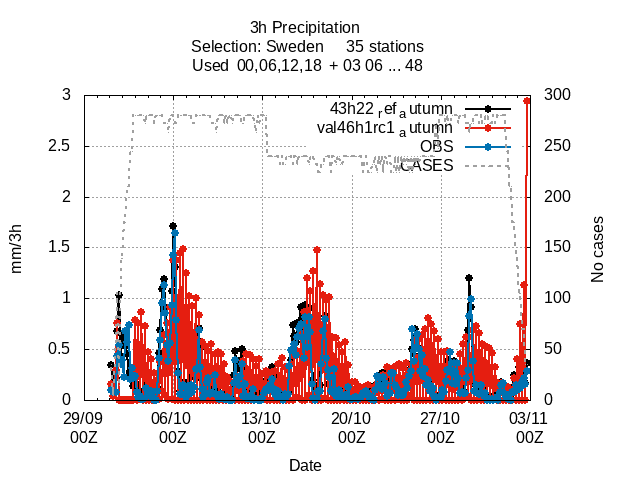 3h Precipitation
Selection: Sweden 35 stations
Used 00,06,12,18 + 03 06 ... 48
3 300
43h22_ref_autumn
val46h1rc1_autumn
2.5 250
OBS
CASES
2 200
mm/3h
1.5 150
No cases
1 100
0.5 50
0 0
29/09 06/10 13/10 20/10 27/10 03/11
00Z 00Z 00Z 00Z 00Z 00Z
Date